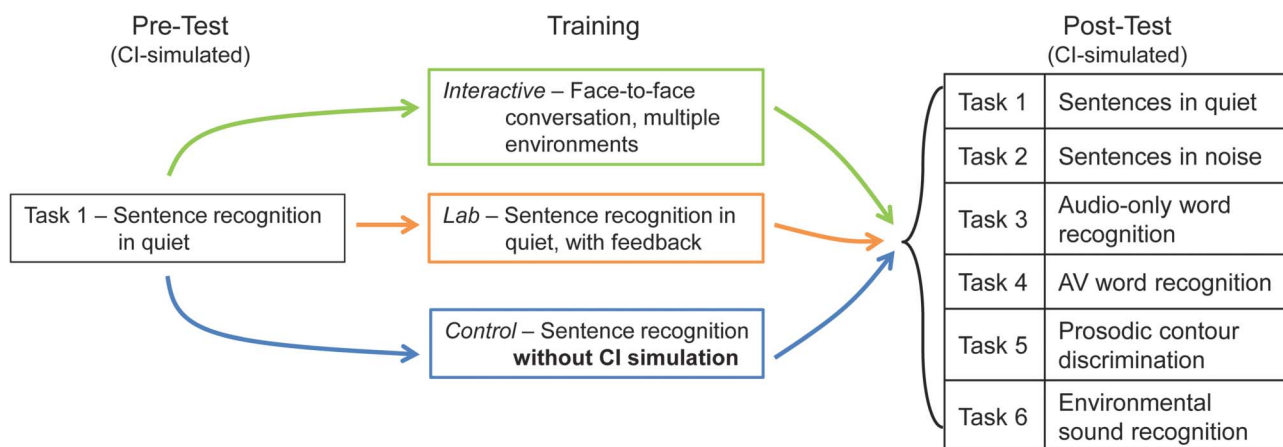 Pre-Test
(CI-simulated)
Training
Post-Test
(CI-simulated)
Task 1 – Sentence recognition
in quiet
Interactive – Face-to-face
conversation, multiple
environments
Lab – Sentence recognition in
quiet, with feedback
Control – Sentence recognition
without CI simulation
Task 1 Sentences in quiet
Task 2 Sentences in noise
Task 3 Audio-only word
recognition
Task 4 AV word recognition
Task 5 Prosodic contour
discrimination
Task 6 Environmental
sound recognition